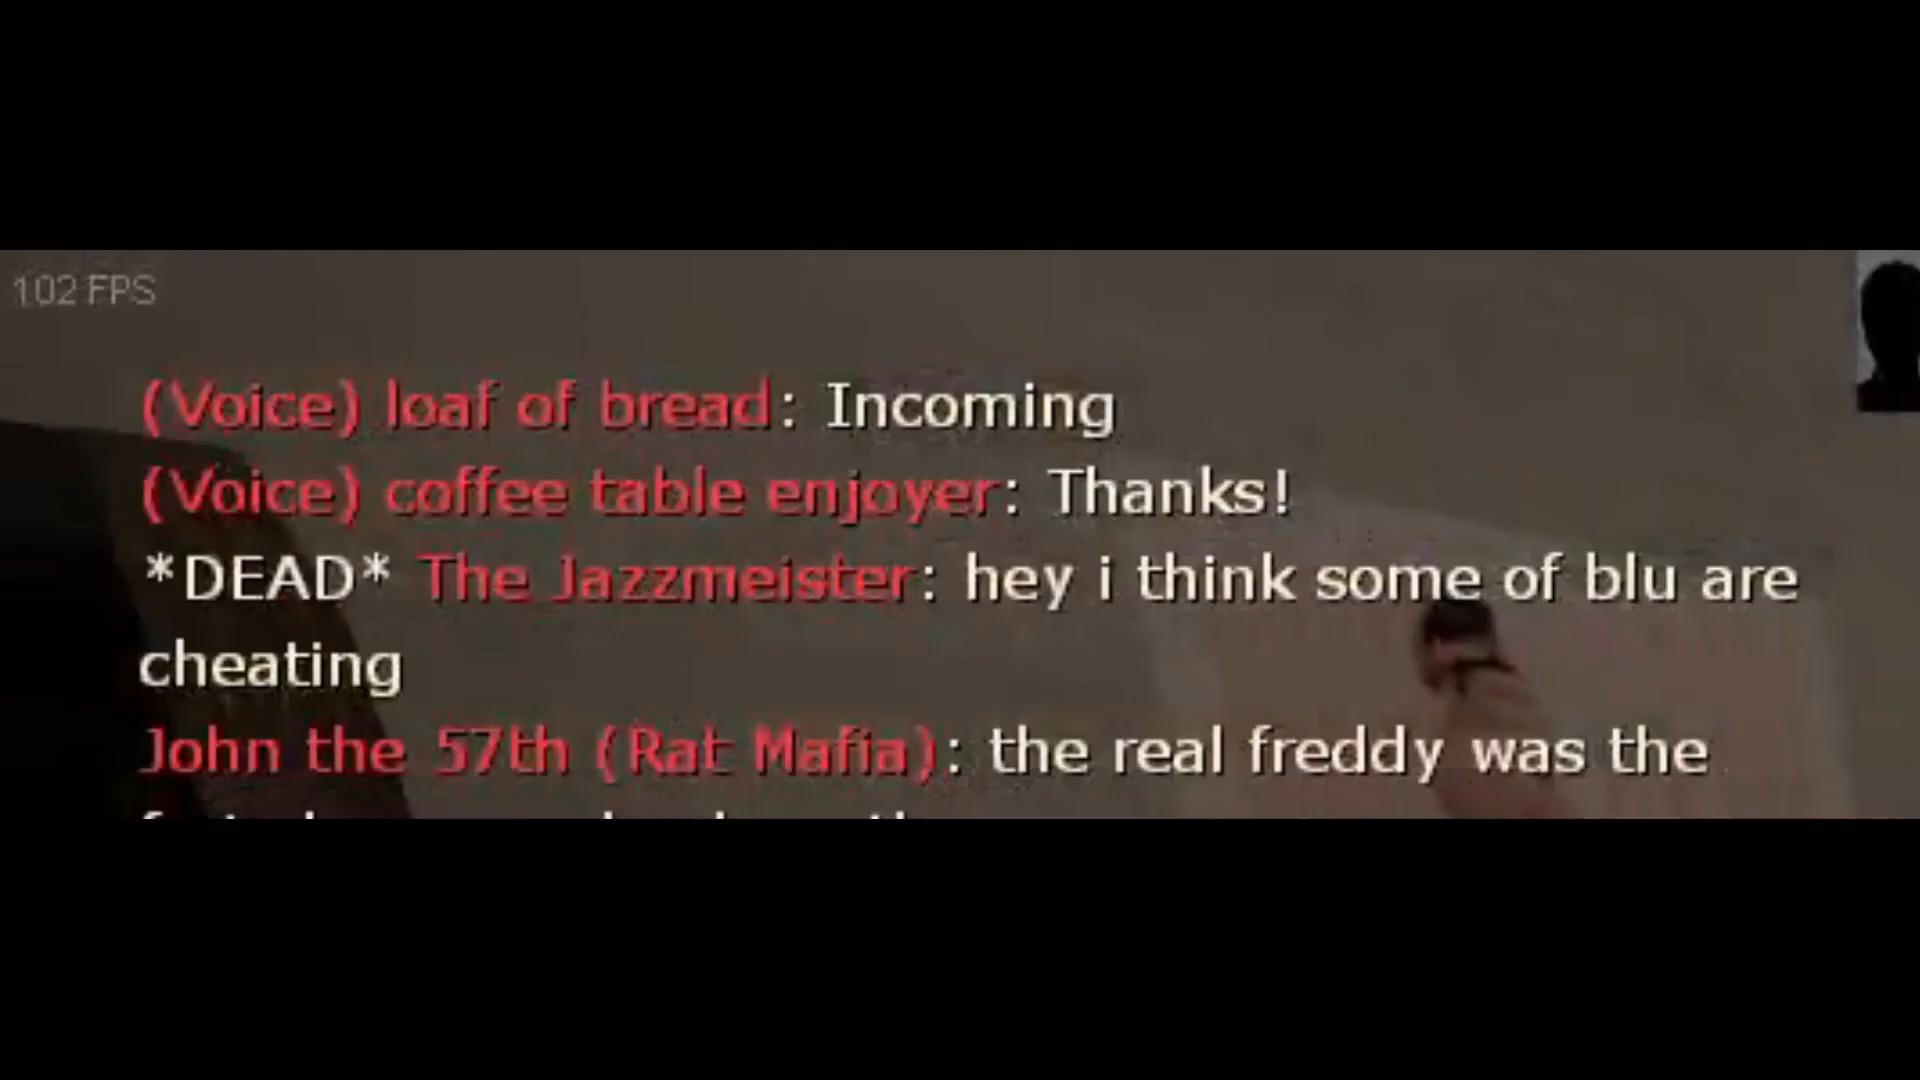 102 FPS
(Voice) loaf of bread: Incoming
(Voice) coffee table enjoyer: Thanks!
*DEAD* The Jazzmeister: hey i think some of blu are
cheating
John the 57th (Rat Mafia): the real freddy was the